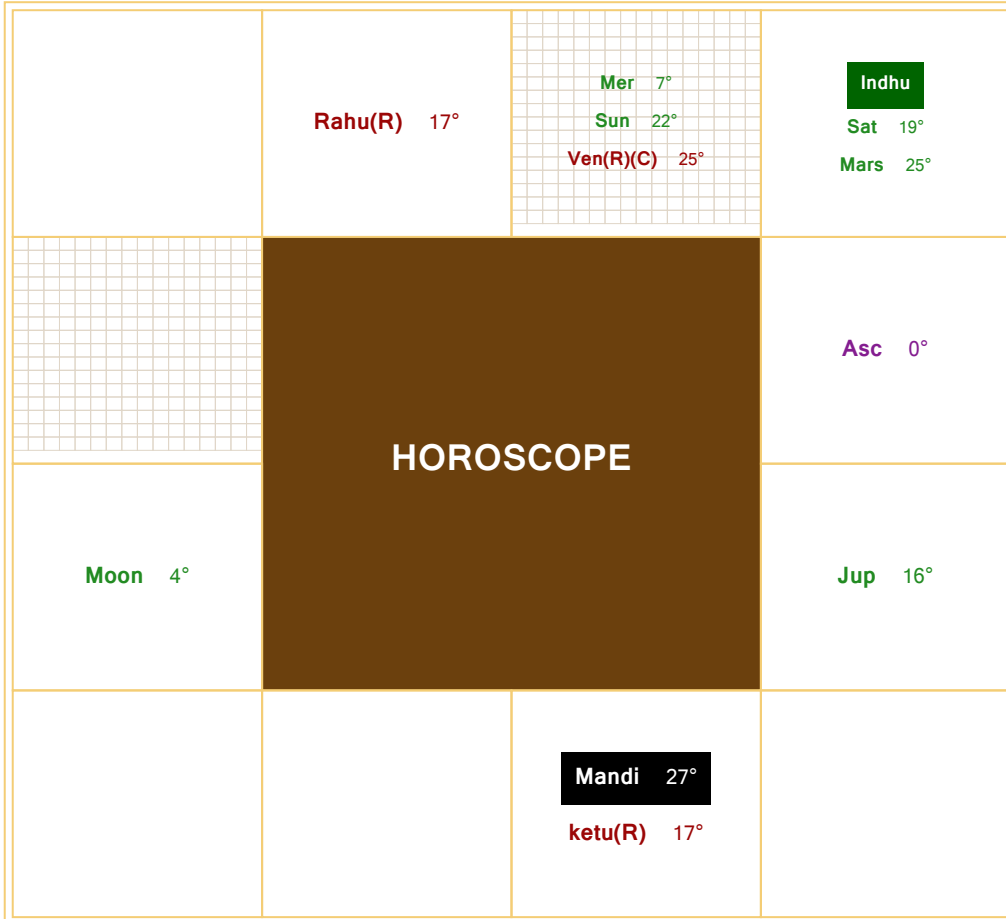 Rahu(R) 17°
Mer 7°
Sun 22°
Ven(R)(C) 25°
Indhu
Sat 19°
Mars 25°
Asc 0°
HOROSCOPE
Moon 4°
Jup 16°
Mandi 27°
ketu(R) 17°